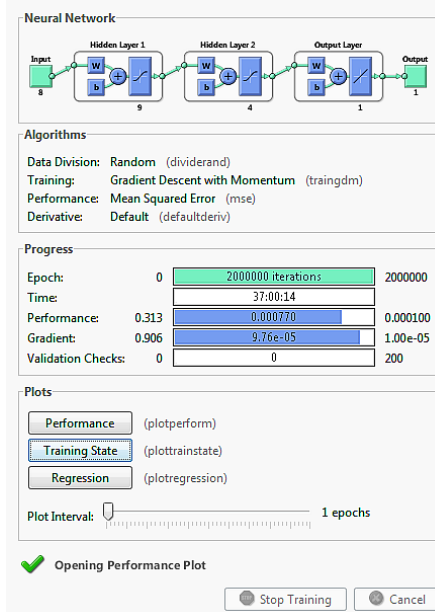 Neural Network
Hidden Layer 1 Hidden Layer 2 Output Layer
Input Output
W W W
b b b
8 9 4 1 1
Algorithms
Data Division: Random (dividerand)
Training: Gradient Descent with Momentum (traingdm)
Performance: Mean Squared Error (mse)
Derivative: Default (defaultderiv)
Progress
Epoch: 0 2000000 iterations 2000000
Time: 37:00:14
Performance: 0.313 0.000770 0.000100
Gradient: 0.906 9.76e-05 1.00e-05
Validation Checks: 0 0 200
Plots
Performance (plotperform)
Training State (plottrainstate)
Regression (plotregression)
Plot Interval: 1 epochs
Opening Performance Plot
Stop Training Cancel